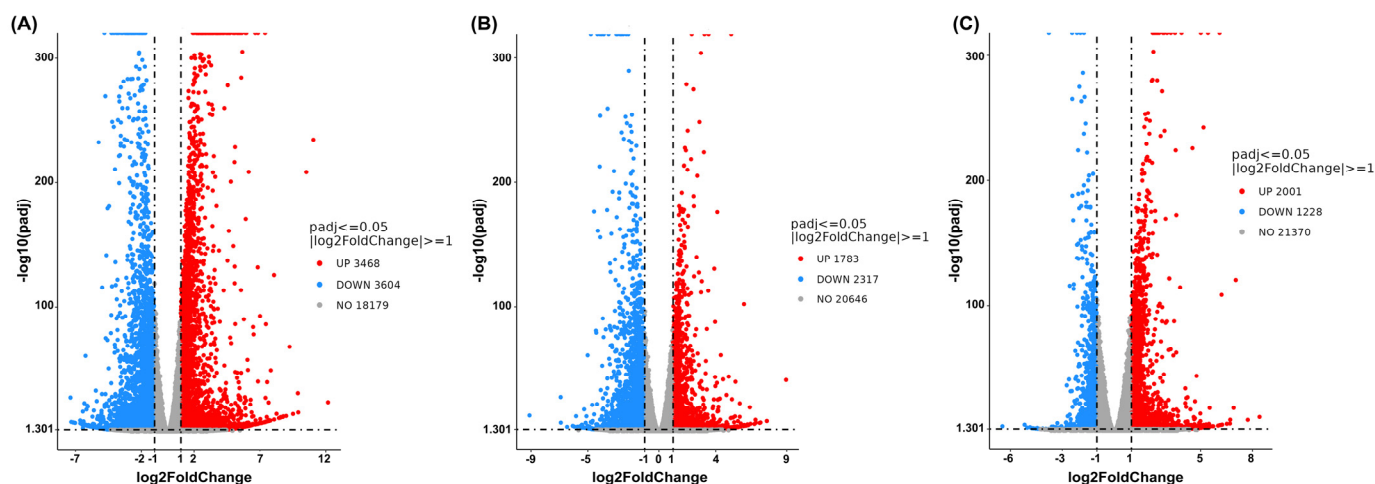 (A)
300
200
100
1.301
-log10(padj)
-7
-2
-1
1
2
7
12
log2FoldChange
padj<=0.05
|log2FoldChange|>=1
UP 3468
DOWN 3604
NO 18179
(B)
300
200
100
1.301
-log10(padj)
-9
-5
-1
0
1
4
9
log2FoldChange
padj<=0.05
|log2FoldChange|>=1
UP 1783
DOWN 2317
NO 20646
(C)
300
200
100
1.301
-log10(padj)
-6
-3
-1
1
5
8
log2FoldChange
padj<=0.05
|log2FoldChange|>=1
UP 2001
DOWN 1228
NO 21370